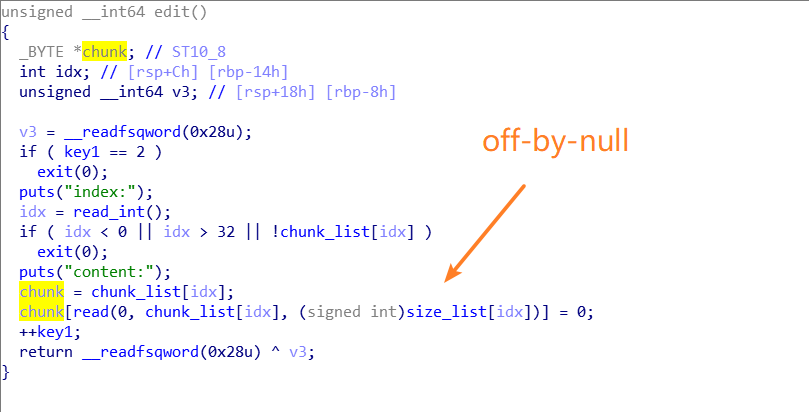 unsigned __int64 edit()
{
  _BYTE *chunk; // ST10_8
  int idx; // [rsp+Ch] [rbp-14h]
  unsigned __int64 v3; // [rsp+18h] [rbp-8h]

  v3 = __readfsqword(0x28u);
  if ( key1 == 2 )
    exit(0);
  puts("index:");
  idx = read_int();
  if ( idx < 0 || idx > 32 || !chunk_list[idx] )
    exit(0);
  puts("content:");
  chunk = chunk_list[idx];
  chunk[read(0, chunk_list[idx], (signed int)size_list[idx])] = 0;
  ++key1;
  return __readfsqword(0x28u) ^ v3;
}
off-by-null